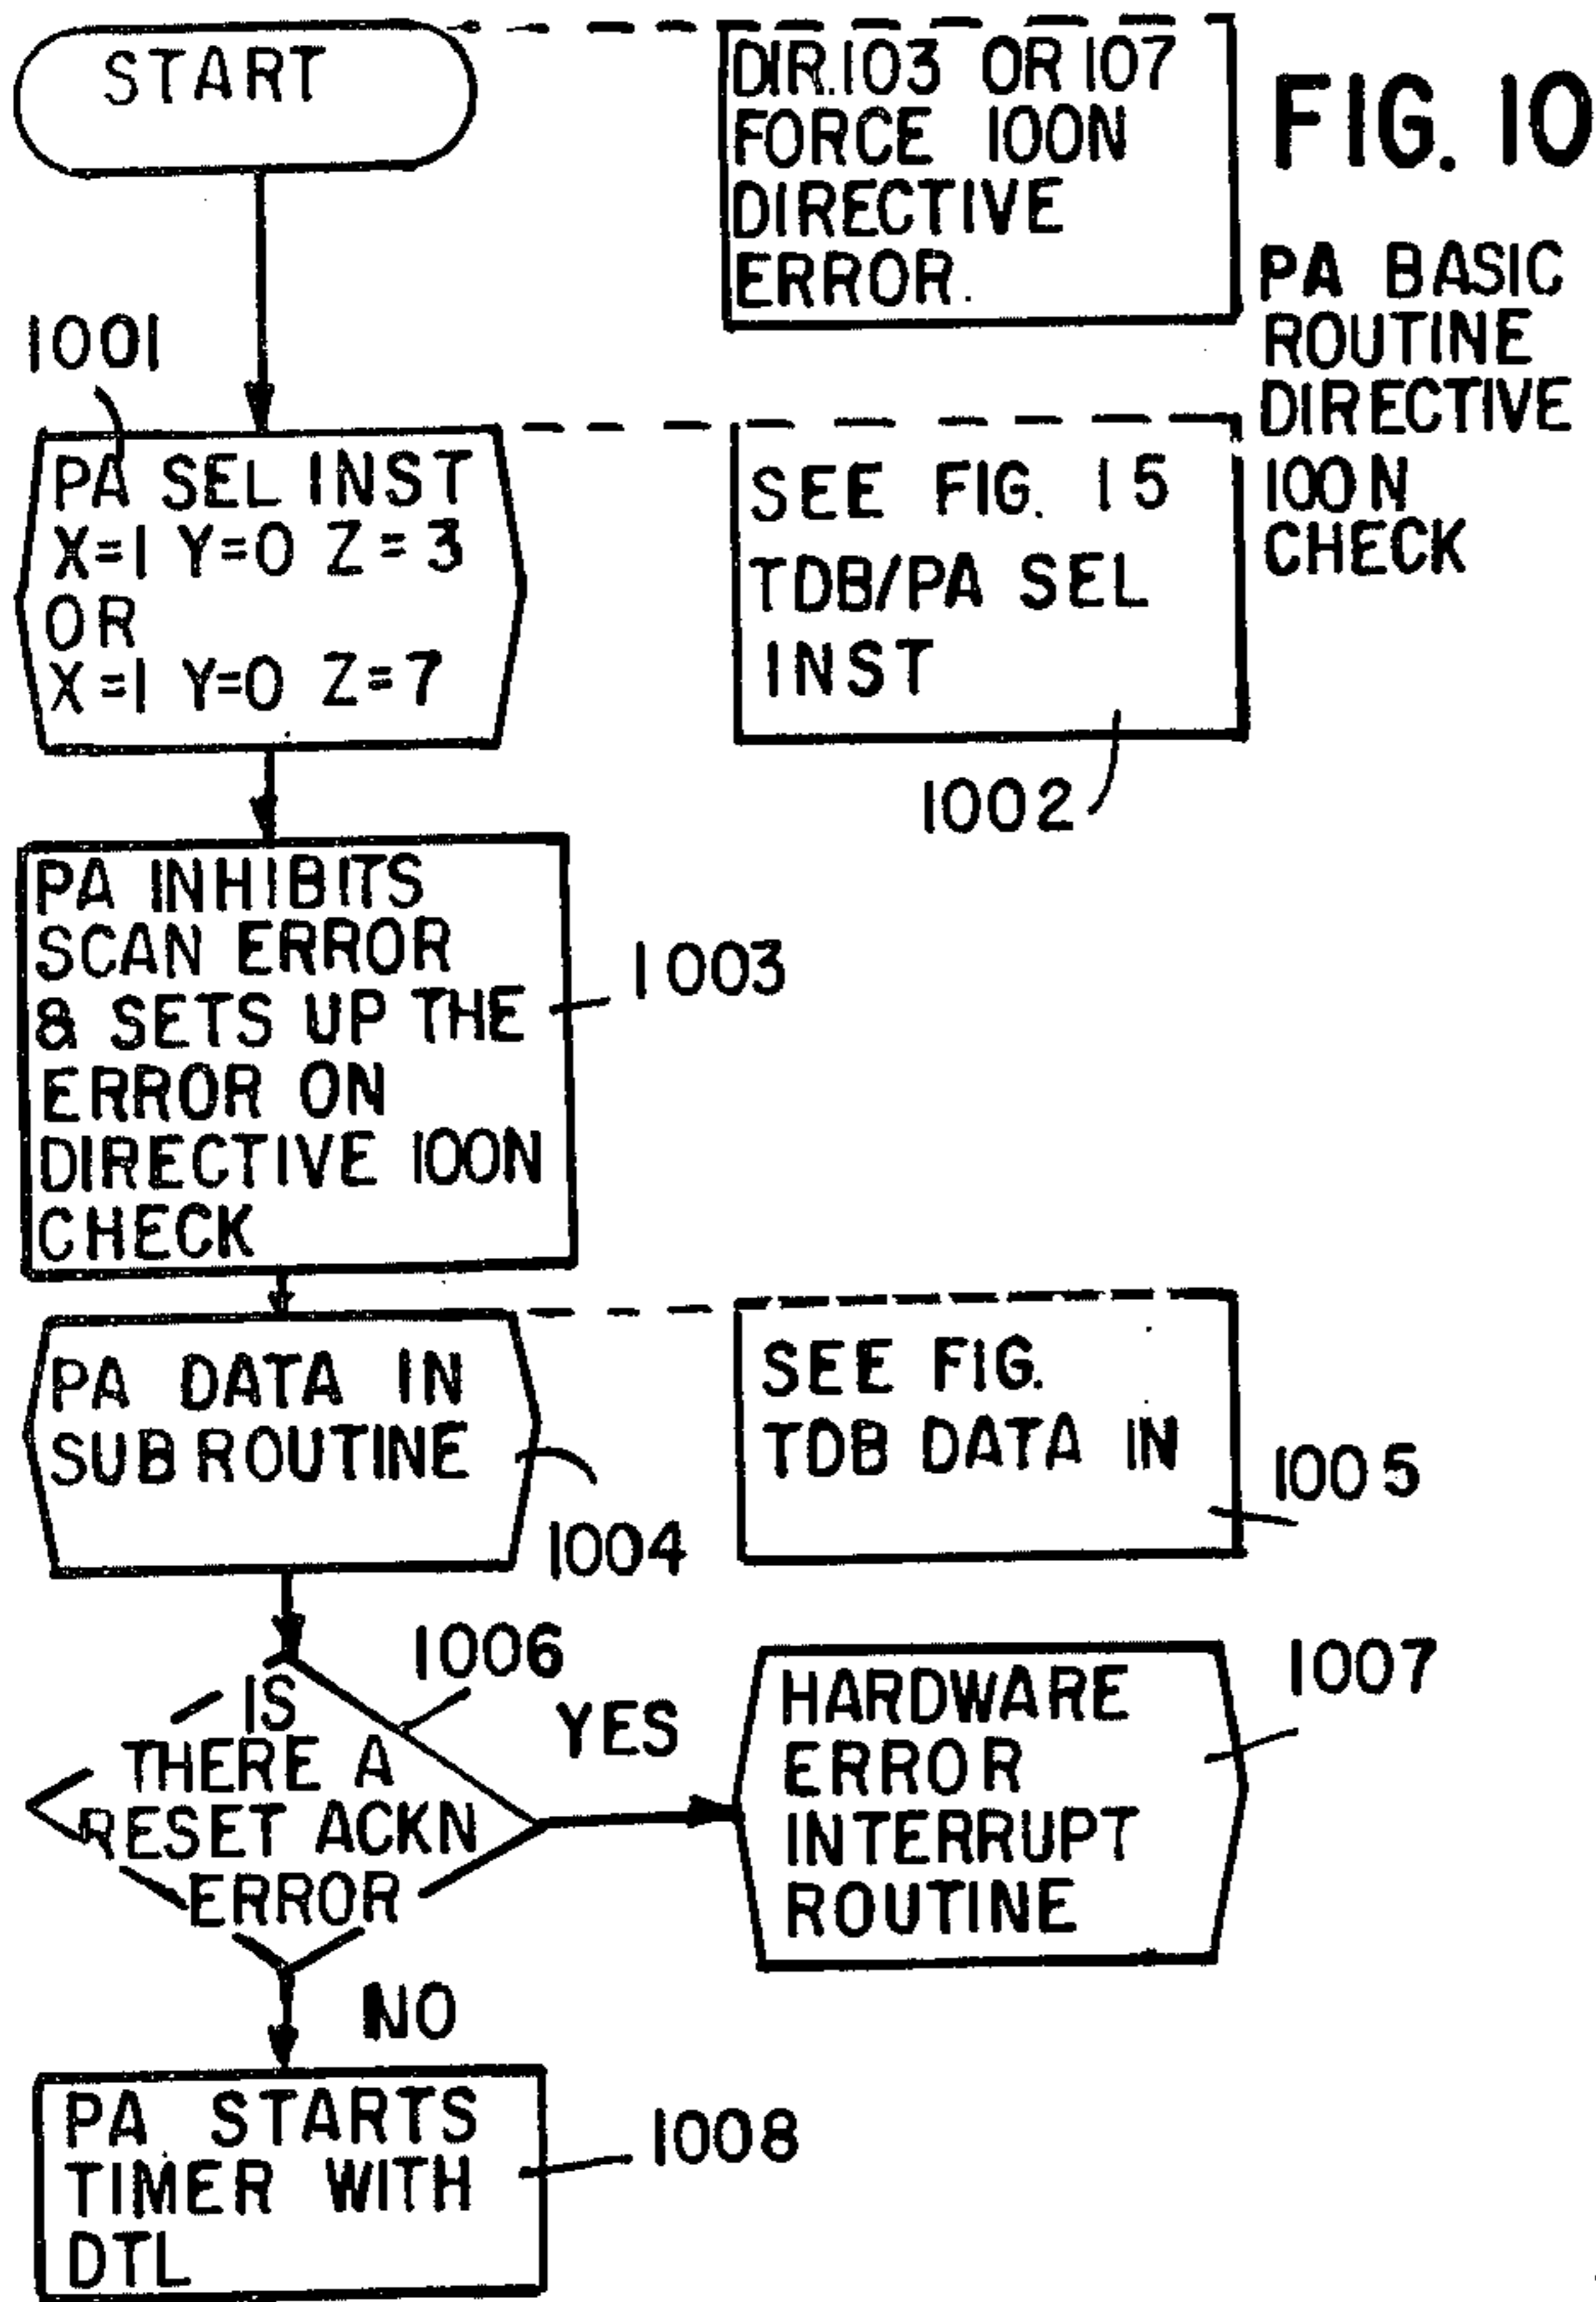 START
DIR.103 OR 107
FORCE 100N
DIRECTIVE
ERROR.
FIG. 10
PA BASIC
ROUTINE
DIRECTIVE
100N
CHECK
1001
PA SEL INST
X=1 Y=0 Z=3
OR
X=1 Y=0 Z=7
SEE FIG. 15
TDB/PA SEL
INST
1002
PA INHIBITS
SCAN ERROR
& SETS UP THE
ERROR ON
DIRECTIVE 100N
CHECK
1003
PA DATA IN
SUBROUTINE
1004
SEE FIG.
TDB DATA IN
1005
IS
THERE A
RESET ACKN
ERROR
1006
YES
HARDWARE
ERROR
INTERRUPT
ROUTINE
1007
NO
PA STARTS
TIMER WITH
DTL
1008